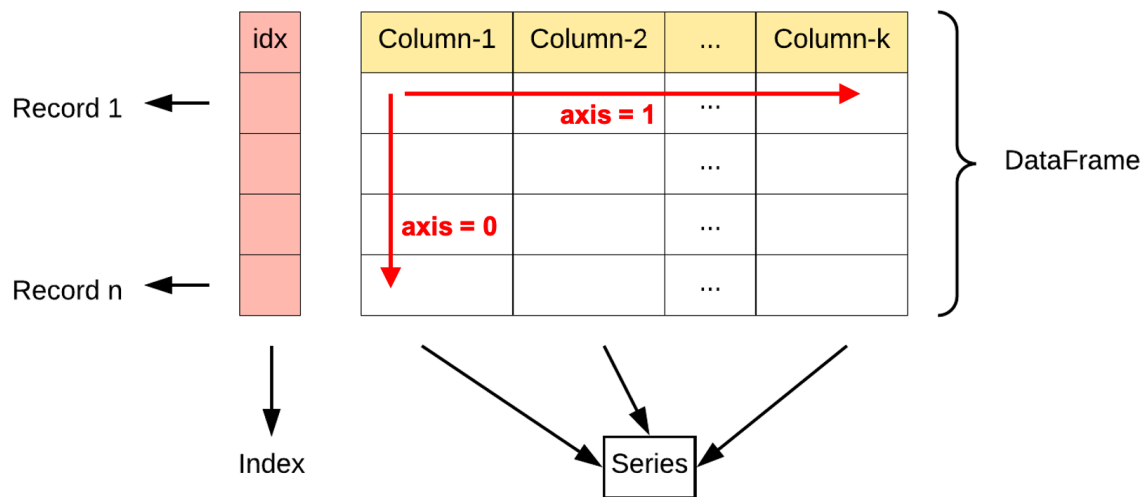 idx
Column-1
Column-2
...
Column-k
Record 1
axis = 1
...
DataFrame
...
axis = 0
...
Record n
...
Index
Series